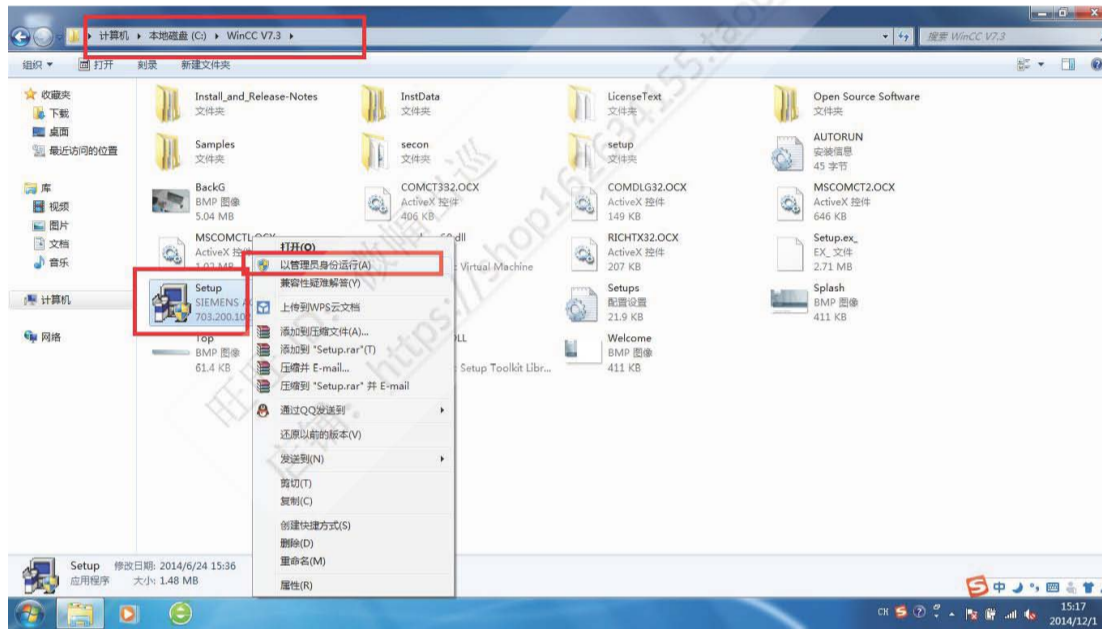 计算机 ▸ 本地磁盘 (C:) ▸ WinCC V7.3 ▸
搜索 WinCC V7.3
组织 ▼ 打开 刻录 新建文件夹
收藏夹
下载
桌面
最近访问的位置
库
视频
图片
文档
音乐
计算机
网络
Install_and_Release-Notes
文件夹
InstData
文件夹
LicenseText
文件夹
Open Source Software
文件夹
Samples
文件夹
secon
文件夹
setup
文件夹
AUTORUN
安装信息
45 字节
BackG
BMP 图像
5.04 MB
COMCT332.OCX
ActiveX 控件
406 KB
COMDLG32.OCX
ActiveX 控件
149 KB
MSCOMCT2.OCX
ActiveX 控件
646 KB
MSCOMCTL.OCX
ActiveX 控件
1.02 MB
dll
Virtual Machine
RICHTX32.OCX
ActiveX 控件
207 KB
Setup.ex_
EX_ 文件
2.71 MB
Setup
SIEMENS AG
703.200.102
Setups
配置设置
21.9 KB
Splash
BMP 图像
411 KB
Top
BMP 图像
61.4 KB
LL
Setup Toolkit Libr...
Welcome
BMP 图像
411 KB
打开(O)
以管理员身份运行(A)
兼容性疑难解答(Y)
上传到WPS云文档
添加到压缩文件(A)...
添加到 "Setup.rar"(T)
压缩并 E-mail...
压缩到 "Setup.rar" 并 E-mail
通过QQ发送到
还原以前的版本(V)
发送到(N)
剪切(T)
复制(C)
创建快捷方式(S)
删除(D)
重命名(M)
属性(R)
Setup 修改日期: 2014/6/24 15:36
应用程序 大小: 1.48 MB
中
CH
15:17
2014/12/1